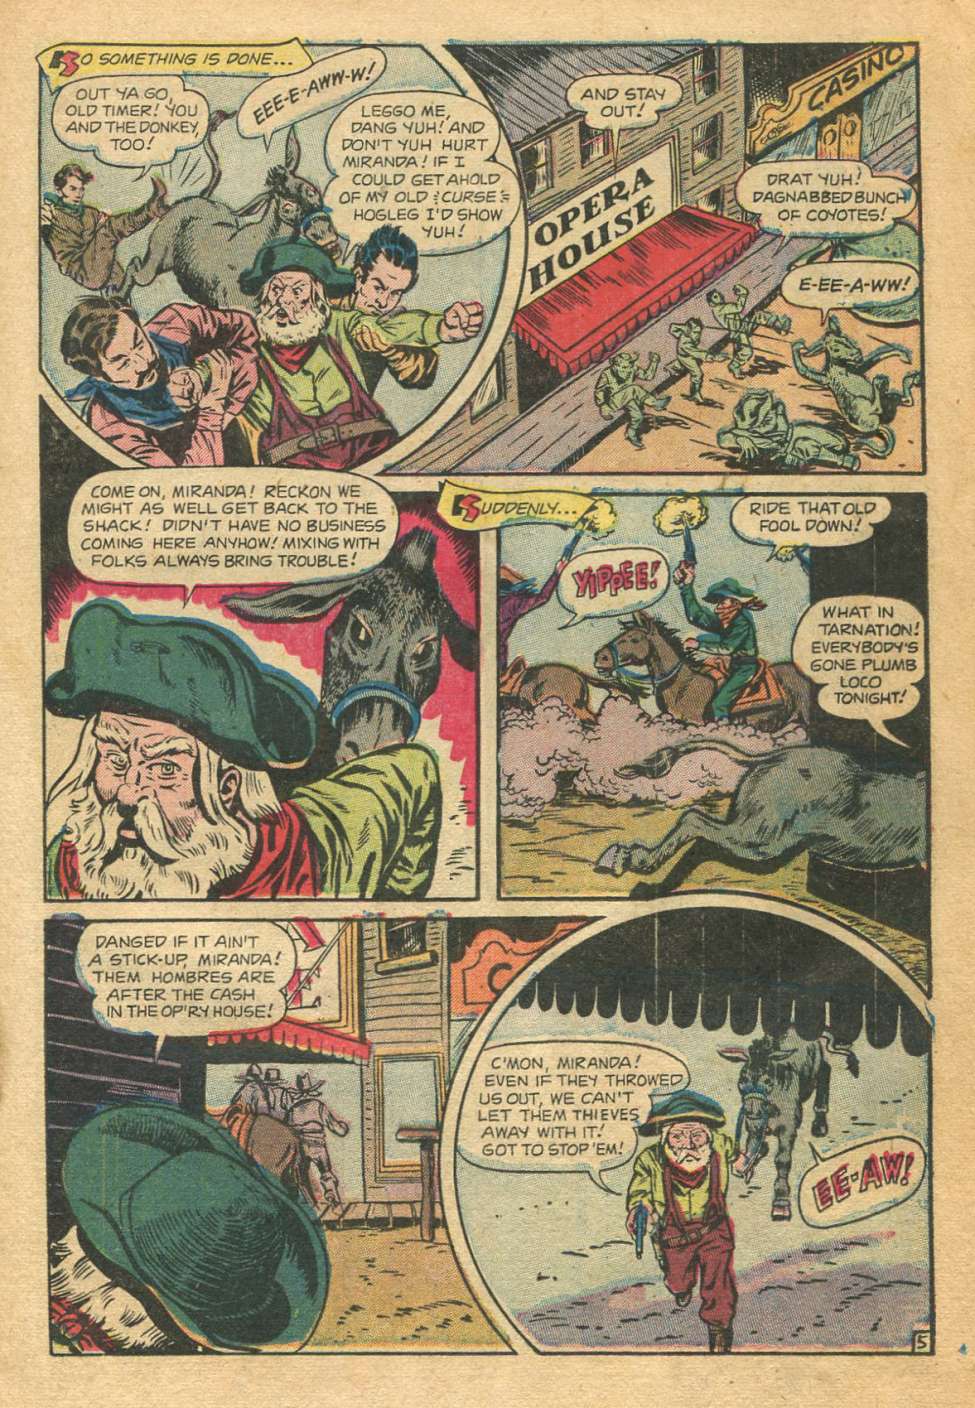 SO SOMETHING IS DONE...
OUT YA GO,
OLD TIMER! YOU
AND THE DONKEY,
TOO!
EEE-E-AWW-W!
LEGGO ME,
DANG YUH! AND
DON'T YUH HURT
MIRANDA! IF I
COULD GET AHOLD
OF MY OLD *CURSE*
HOGLEG I'D SHOW
YUH!
AND STAY
OUT!
OPERA
HOUSE
CASINO
DRAT YUH!
DAGNABBED BUNCH
OF COYOTES!
E-EE-A-WW!
COME ON, MIRANDA! RECKON WE
MIGHT AS WELL GET BACK TO THE
SHACK! DIDN'T HAVE NO BUSINESS
COMING HERE ANYHOW! MIXING WITH
FOLKS ALWAYS BRING TROUBLE!
SUDDENLY...
YIPPEE!
RIDE THAT OLD
FOOL DOWN!
WHAT IN
TARNATION!
EVERYBODY'S
GONE PLUMB
LOCO
TONIGHT!
DANGED IF IT AIN'T
A STICK-UP, MIRANDA!
THEM HOMBRES ARE
AFTER THE CASH
IN THE OP'RY HOUSE!
C
C'MON, MIRANDA!
EVEN IF THEY THROWED
US OUT, WE CAN'T
LET THEM THIEVES
AWAY WITH IT!
GOT TO STOP 'EM!
EE-AW!
5